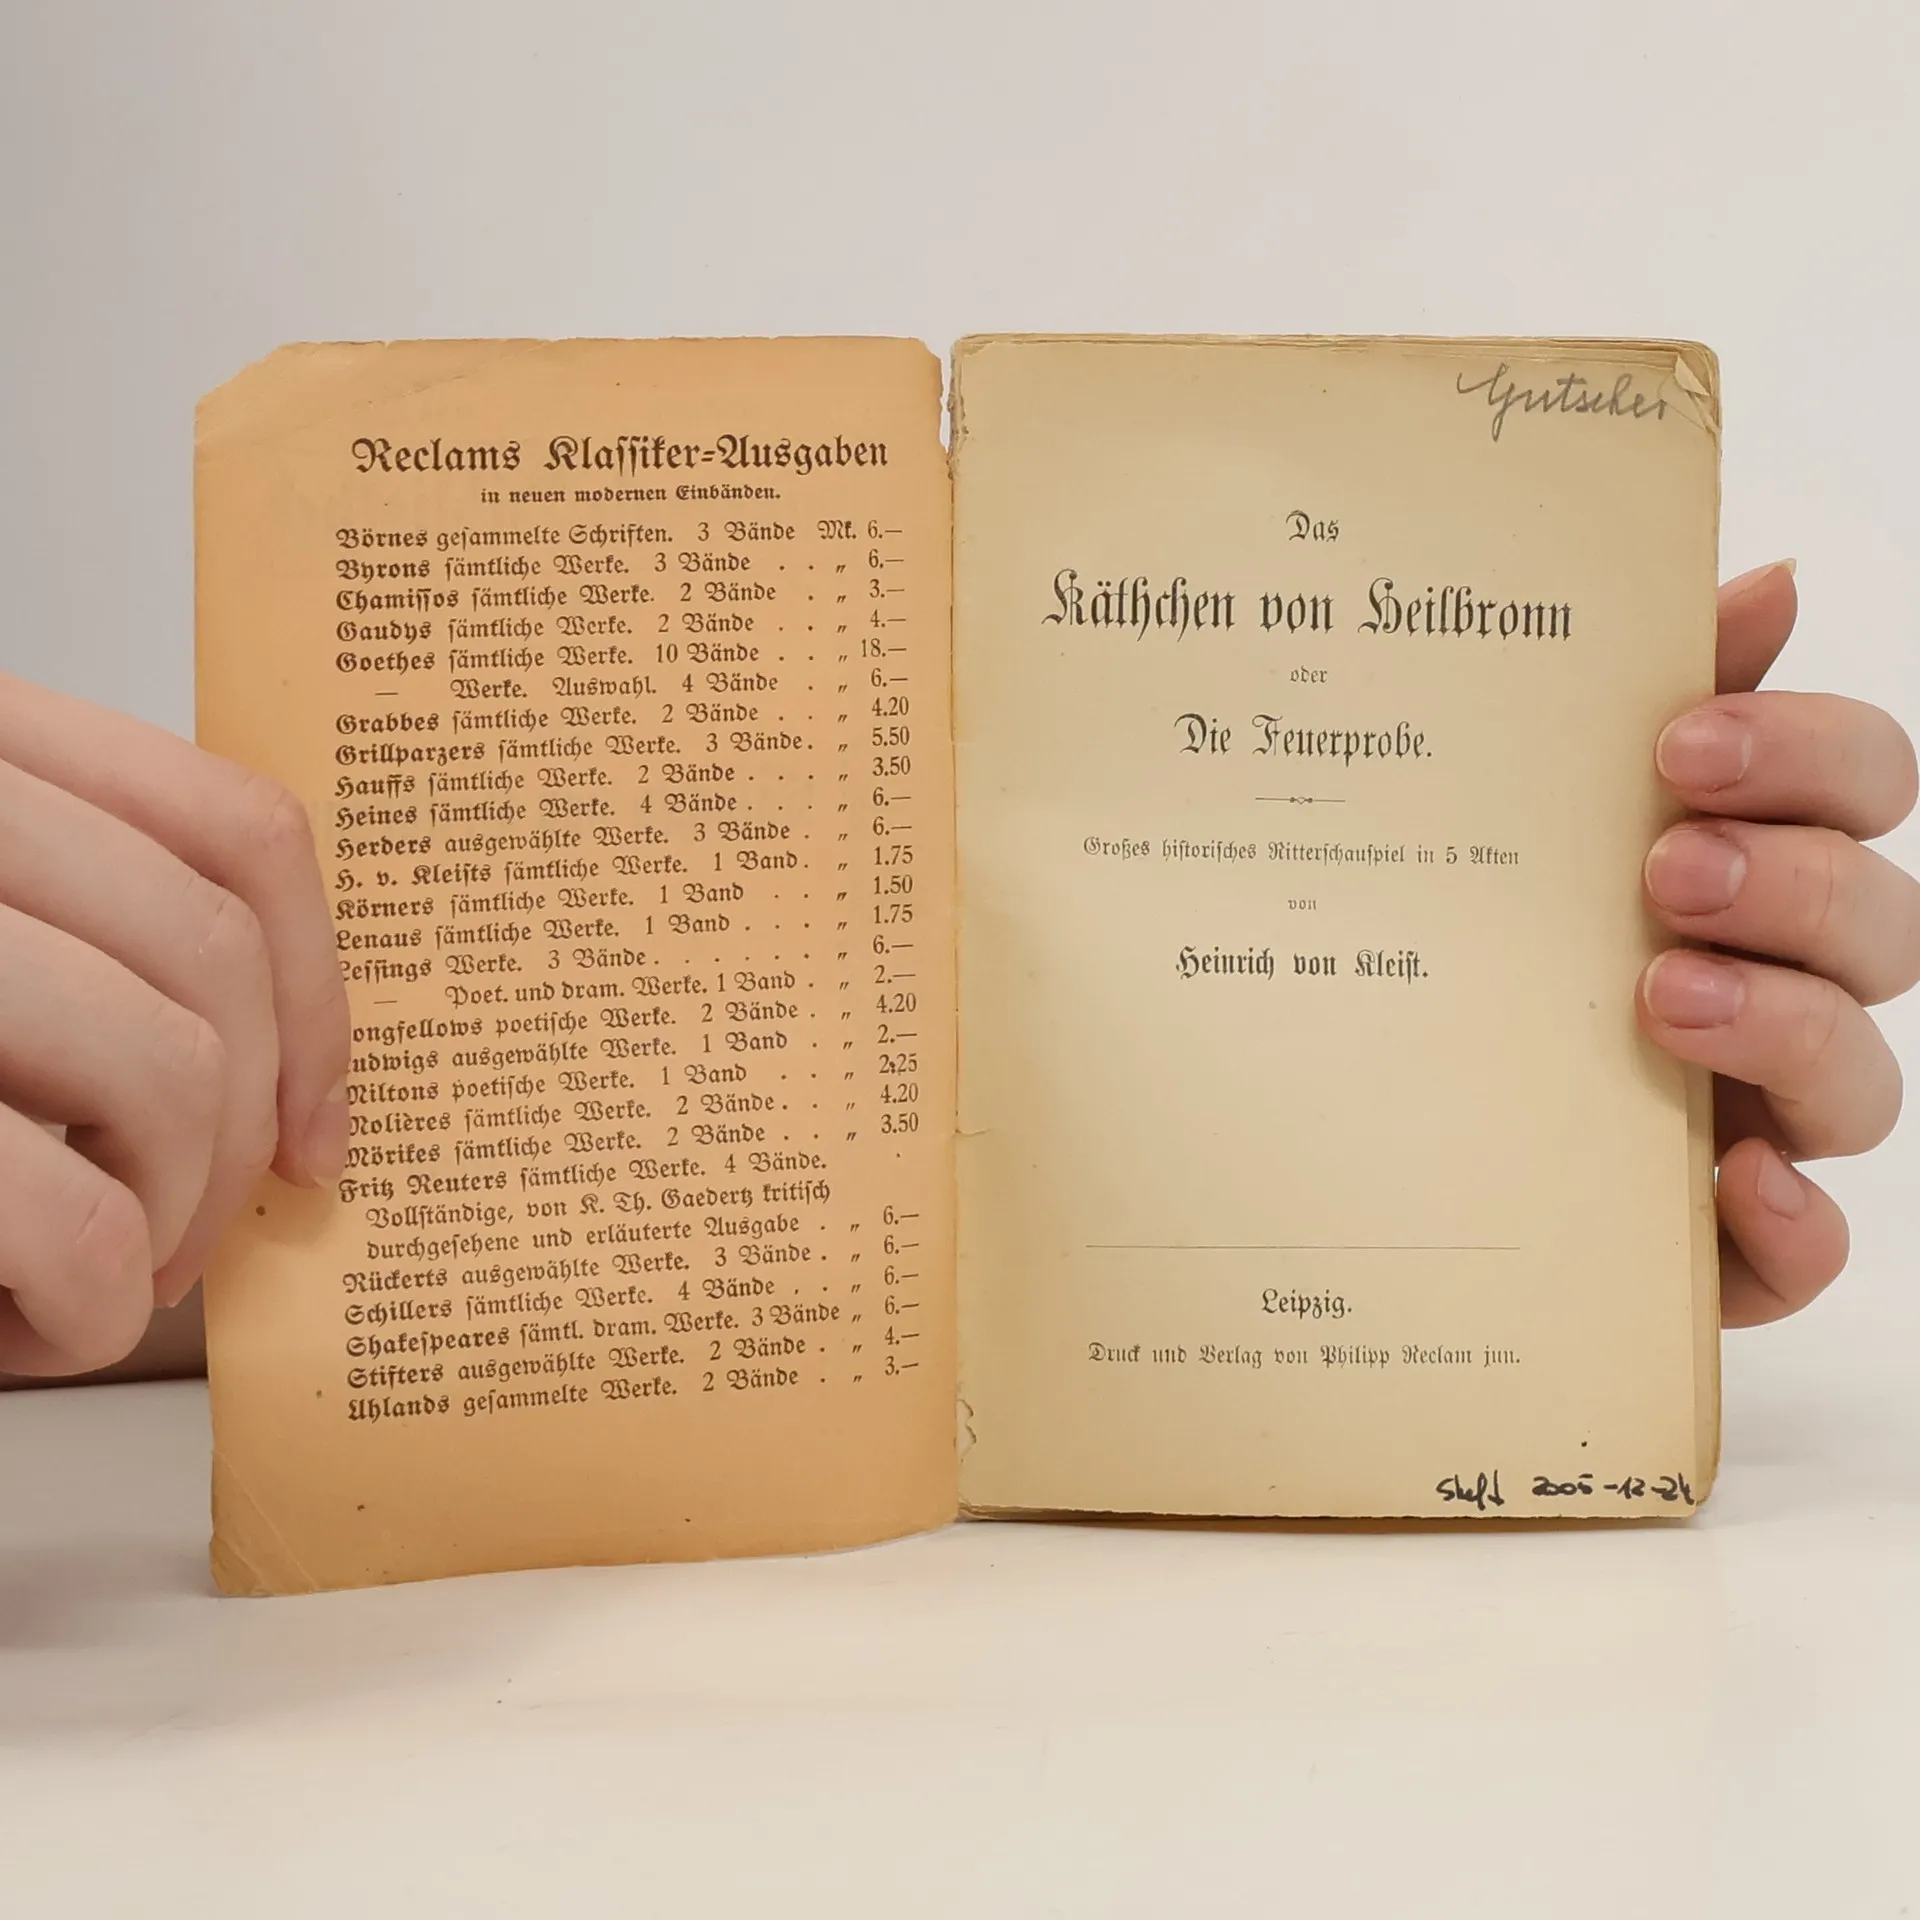 Reclams Klassiker-Ausgaben
in neuen modernen Einbänden.
Börnes gesammelte Schriften. 3 Bände Mk. 6.—
Byrons sämtliche Werke. 3 Bände . . „ 6.—
Chamissos sämtliche Werke. 2 Bände . „ 3.—
Gaudys sämtliche Werke. 2 Bände . . „ 4.—
Goethes sämtliche Werke. 10 Bände . . „ 18.—
— Werke. Auswahl. 4 Bände . „ 6.—
Grabbes sämtliche Werke. 2 Bände . . „ 4.20
Grillparzers sämtliche Werke. 3 Bände. „ 5.50
Hauffs sämtliche Werke. 2 Bände . . . „ 3.50
Heines sämtliche Werke. 4 Bände . . . „ 6.—
Herders ausgewählte Werke. 3 Bände . „ 6.—
H. v. Kleists sämtliche Werke. 1 Band. „ 1.75
Körners sämtliche Werke. 1 Band . . „ 1.50
Lenaus sämtliche Werke. 1 Band . . . „ 1.75
Lessings Werke. 3 Bände . . . . . . „ 6.—
— Poet. und dram. Werke. 1 Band . „ 2.—
ongfellows poetische Werke. 2 Bände . „ 4.20
udwigs ausgewählte Werke. 1 Band . „ 2.—
Miltons poetische Werke. 1 Band . . „ 2.25
Molières sämtliche Werke. 2 Bände . . „ 4.20
Mörikes sämtliche Werke. 2 Bände . . „ 3.50
Fritz Reuters sämtliche Werke. 4 Bände.
Vollständige, von K. Th. Gaedertz kritisch
durchgesehene und erläuterte Ausgabe . „ 6.—
Rückerts ausgewählte Werke. 3 Bände . „ 6.—
Schillers sämtliche Werke. 4 Bände . . „ 6.—
Shakespeares sämtl. dram. Werke. 3 Bände „ 6.—
Stifters ausgewählte Werke. 2 Bände . „ 4.—
Uhlands gesammelte Werke. 2 Bände . „ 3.—
Gutscher
Das
Käthchen von Heilbronn
oder
Die Feuerprobe.
Großes historisches Ritterschauspiel in 5 Akten
von
Heinrich von Kleist.
Leipzig.
Druck und Verlag von Philipp Reclam jun.
2005-12-24